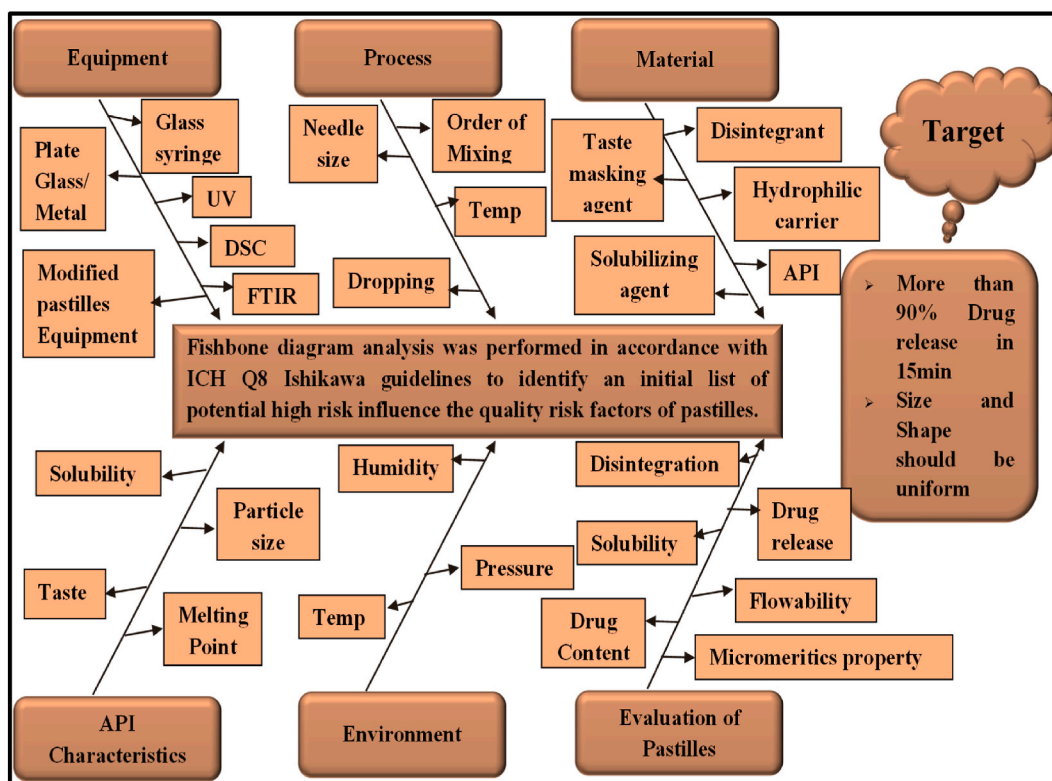 Equipment
Process
Material
Glass
syringe
Plate
Glass/
Metal
UV
DSC
Modified
pastilles
Equipment
FTIR
Needle
size
Order of
Mixing
Temp
Dropping
Taste
masking
agent
Disintegrant
Hydrophilic
carrier
Solubilizing
agent
API
Target
➢ More than
90% Drug
release in
15min
➢ Size and
Shape
should be
uniform
Fishbone diagram analysis was performed in accordance with
ICH Q8 Ishikawa guidelines to identify an initial list of
potential high risk influence the quality risk factors of pastilles.
Solubility
Particle
size
Taste
Melting
Point
Humidity
Pressure
Temp
Disintegration
Drug
release
Solubility
Flowability
Drug
Content
Micromeritics property
API
Characteristics
Environment
Evaluation of
Pastilles